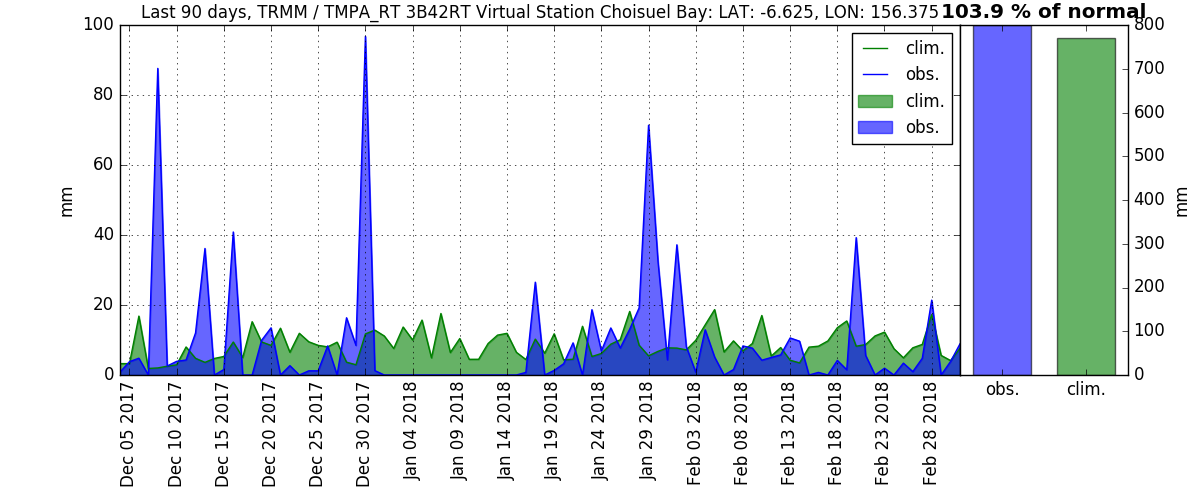 Last 90 days, TRMM / TMPA_RT 3B42RT Virtual Station Choisuel Bay: LAT: -6.625, LON: 156.375 103.9 % of normal
100
80
60
40
20
0
mm
clim.
obs.
clim.
obs.
800
700
600
500
400
300
200
100
0
mm
obs.
clim.
Dec 05 2017
Dec 10 2017
Dec 15 2017
Dec 20 2017
Dec 25 2017
Dec 30 2017
Jan 04 2018
Jan 09 2018
Jan 14 2018
Jan 19 2018
Jan 24 2018
Jan 29 2018
Feb 03 2018
Feb 08 2018
Feb 13 2018
Feb 18 2018
Feb 23 2018
Feb 28 2018